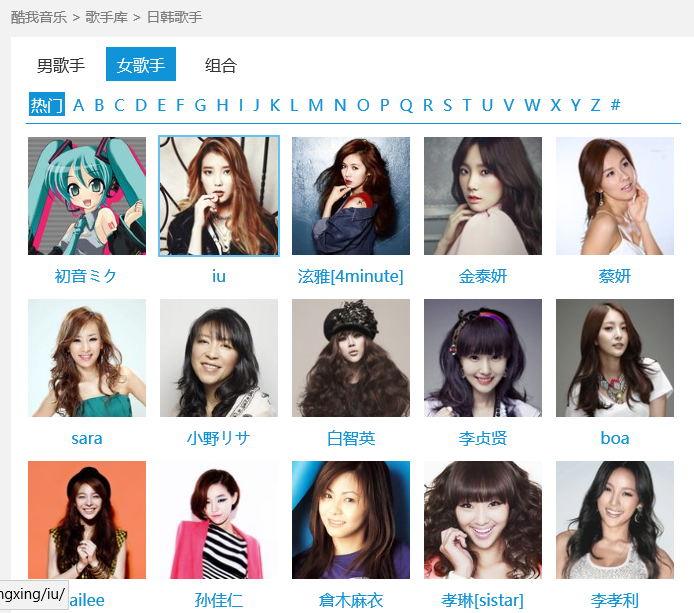 酷我音乐 > 歌手库 > 日韩歌手
男歌手 女歌手 组合
热门 A B C D E F G H I J K L M N O P Q R S T U V W X Y Z #
初音ミク iu 泫雅[4minute] 金泰妍 蔡妍
sara 小野リサ 白智英 李贞贤 boa
ailee 孙佳仁 倉木麻衣 孝琳[sistar] 李孝利
ngxing/iu/